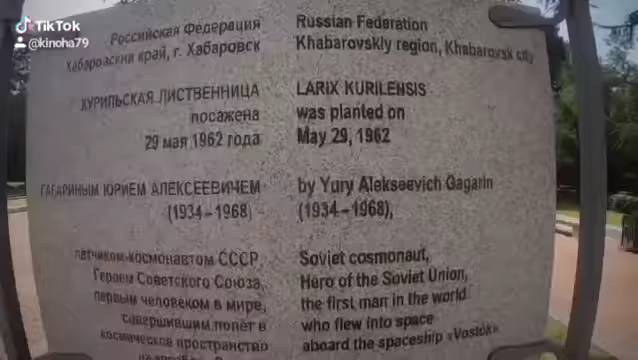 TikTok
@kinoha79
Российская Федерация
Хабаровский край, г. Хабаровск
ХУРИЛЬСКАЯ ЛИСТВЕННИЦА
посажена
29 мая 1962 года
ГАГАРИНЫМ ЮРИЕМ АЛЕКСЕЕВИЧЕМ
(1934–1968)
летчиком-космонавтом СССР,
Героем Советского Союза,
первым человеком в мире,
совершившим полёт в
космическое пространство
Russian Federation
Khabarovskiy region, Khabarovsk city
LARIX KURILENSIS
was planted on
May 29, 1962
by Yury Alekseevich Gagarin
(1934–1968),
Soviet cosmonaut,
Hero of the Soviet Union,
the first man in the world
who flew into space
aboard the spaceship «Vostok»